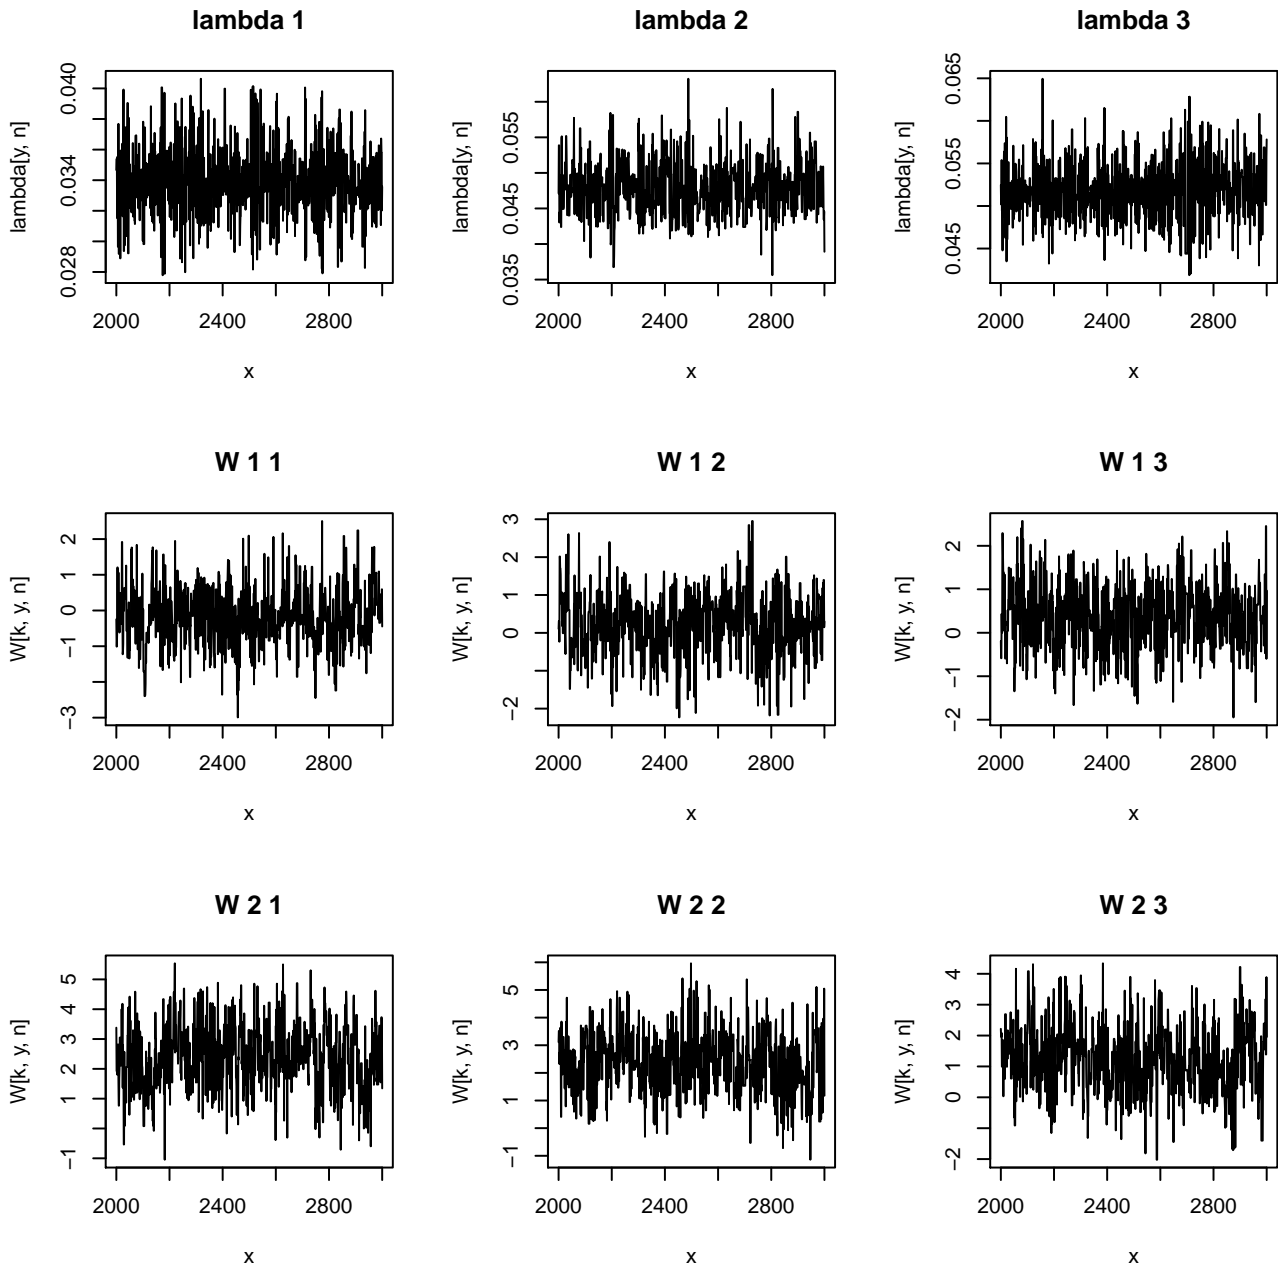 lambda 1
lambda[y, n]
0.028 0.034 0.040
2000 2400 2800
x
lambda 2
lambda[y, n]
0.035 0.045 0.055
2000 2400 2800
x
lambda 3
lambda[y, n]
0.045 0.055 0.065
2000 2400 2800
x
W 1 1
W[k, y, n]
−3 −1 0 1 2
2000 2400 2800
x
W 1 2
W[k, y, n]
−2 0 1 2 3
2000 2400 2800
x
W 1 3
W[k, y, n]
−2 −1 0 1 2
2000 2400 2800
x
W 2 1
W[k, y, n]
−1 1 2 3 4 5
2000 2400 2800
x
W 2 2
W[k, y, n]
−1 1 3 5
2000 2400 2800
x
W 2 3
W[k, y, n]
−2 0 1 2 3 4
2000 2400 2800
x